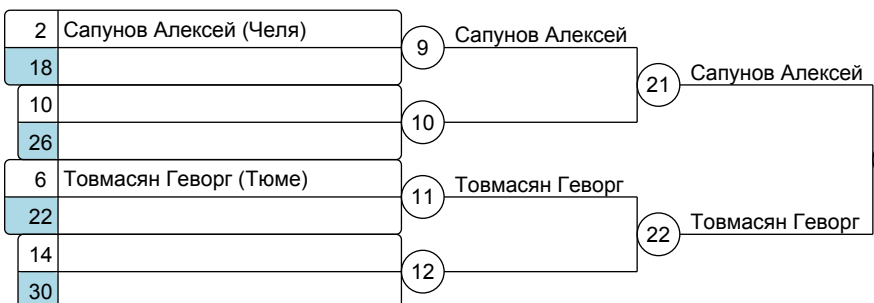 2 Сапунов Алексей (Челя)
9 Сапунов Алексей
18
21 Сапунов Алексей
10
10
26
6 Товмасян Геворг (Тюме)
11 Товмасян Геворг
22
22 Товмасян Геворг
14
12
30